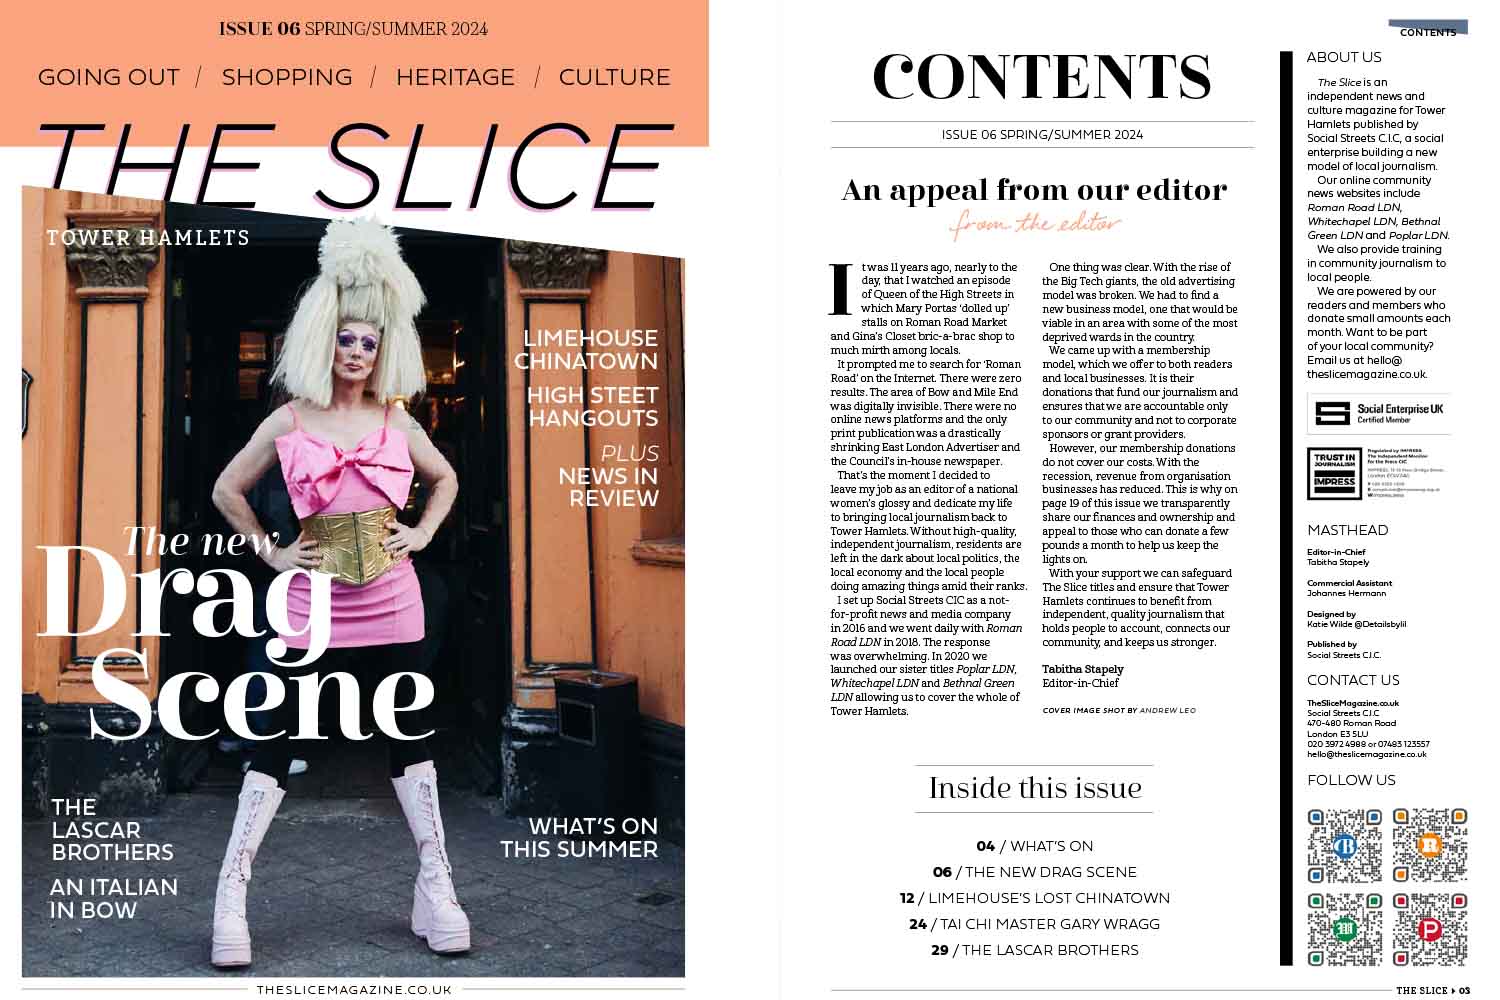 ISSUE 06 SPRING/SUMMER 2024
GOING OUT / SHOPPING / HERITAGE / CULTURE
THE SLICE
TOWER HAMLETS
LIMEHOUSE
CHINATOWN
HIGH STEET
HANGOUTS
PLUS
NEWS IN
REVIEW
The new
Drag
Scene
THE
LASCAR
BROTHERS
AN ITALIAN
IN BOW
WHAT'S ON
THIS SUMMER
THESLICEMAGAZINE.CO.UK
CONTENTS
CONTENTS
ISSUE 06 SPRING/SUMMER 2024
An appeal from our editor
from the editor
It was 11 years ago, nearly to the
day, that I watched an episode
of Queen of the High Streets in
which Mary Portas 'dolled up'
stalls on Roman Road Market
and Gina's Closet bric-a-brac shop to
much mirth among locals.
It prompted me to search for 'Roman
Road' on the Internet. There were zero
results. The area of Bow and Mile End
was digitally invisible. There were no
online news platforms and the only
print publication was a drastically
shrinking East London Advertiser and
the Council's in-house newspaper.
That's the moment I decided to
leave my job as an editor of a national
women's glossy and dedicate my life
to bringing local journalism back to
Tower Hamlets. Without high-quality,
independent journalism, residents are
left in the dark about local politics, the
local economy and the local people
doing amazing things amid their ranks.
I set up Social Streets CIC as a not-
for-profit news and media company
in 2016 and we went daily with Roman
Road LDN in 2018. The response
was overwhelming. In 2020 we
launched our sister titles Poplar LDN,
Whitechapel LDN and Bethnal Green
LDN allowing us to cover the whole of
Tower Hamlets.
One thing was clear. With the rise of
the Big Tech giants, the old advertising
model was broken. We had to find a
new business model, one that would be
viable in an area with some of the most
deprived wards in the country.
We came up with a membership
model, which we offer to both readers
and local businesses. It is their
donations that fund our journalism and
ensures that we are accountable only
to our community and not to corporate
sponsors or grant providers.
However, our membership donations
do not cover our costs. With the
recession, revenue from organisation
businesses has reduced. This is why on
page 19 of this issue we transparently
share our finances and ownership and
appeal to those who can donate a few
pounds a month to help us keep the
lights on.
With your support we can safeguard
The Slice titles and ensure that Tower
Hamlets continues to benefit from
independent, quality journalism that
holds people to account, connects our
community, and keeps us stronger.
Tabitha Stapely
Editor-in-Chief
COVER IMAGE SHOT BY ANDREW LEO
Inside this issue
04 / WHAT'S ON
06 / THE NEW DRAG SCENE
12 / LIMEHOUSE'S LOST CHINATOWN
24 / TAI CHI MASTER GARY WRAGG
29 / THE LASCAR BROTHERS
ABOUT US
The Slice is an
independent news and
culture magazine for Tower
Hamlets published by
Social Streets C.I.C, a social
enterprise building a new
model of local journalism.
Our online community
news websites include
Roman Road LDN,
Whitechapel LDN, Bethnal
Green LDN and Poplar LDN.
We also provide training
in community journalism to
local people.
We are powered by our
readers and members who
donate small amounts each
month. Want to be part
of your local community?
Email us at hello@
theslicemagazine.co.uk.
Social Enterprise UK
Certified Member
TRUST IN
JOURNALISM
IMPRESS
Regulated by IMPRESS
The Independent Monitor
for the Press CIC
MASTHEAD
Editor-in-Chief
Tabitha Stapely
Commercial Assistant
Johannes Hermann
Designed by
Katie Wilde @Detailsbylil
Published by
Social Streets C.I.C.
CONTACT US
TheSliceMagazine.co.uk
Social Streets C.I.C
470-480 Roman Road
London E3 5LU
020 3972 4988 or 07483 123557
hello@theslicemagazine.co.uk
FOLLOW US
B
R
W
P
THE SLICE 03